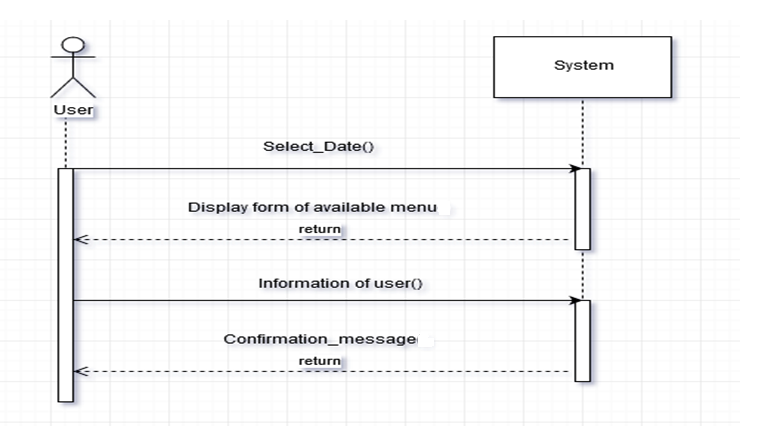 System
User
Select_Date()
Display form of available menu
return
Information of user()
Confirmation_message
return